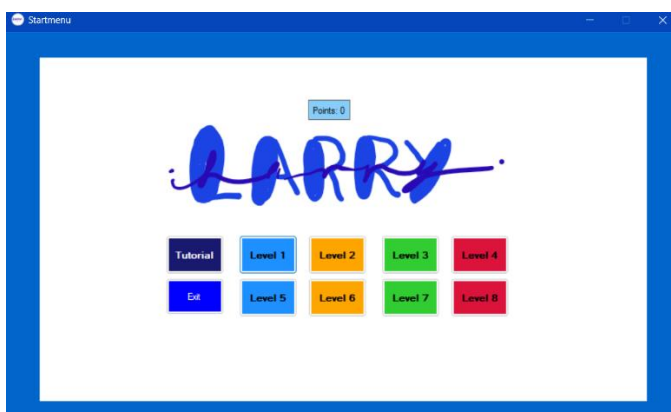 Startmenu
Points: 0
LARRY
Larry
Tutorial Level 1 Level 2 Level 3 Level 4
Exit Level 5 Level 6 Level 7 Level 8